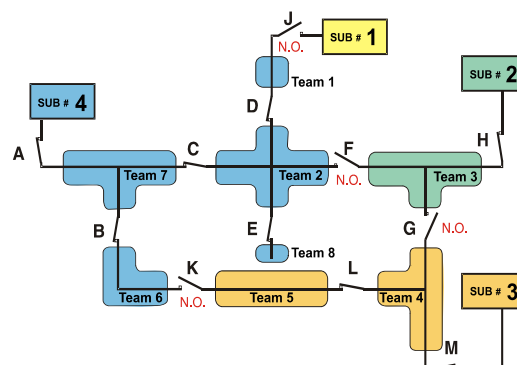 J
SUB # 1
N.O.
SUB # 2
Team 1
SUB # 4
D
A
C
F
H
Team 7
Team 2
N.O.
Team 3
B
E
G
N.O.
Team 8
K
L
Team 6
N.O.
Team 5
Team 4
SUB # 3
M